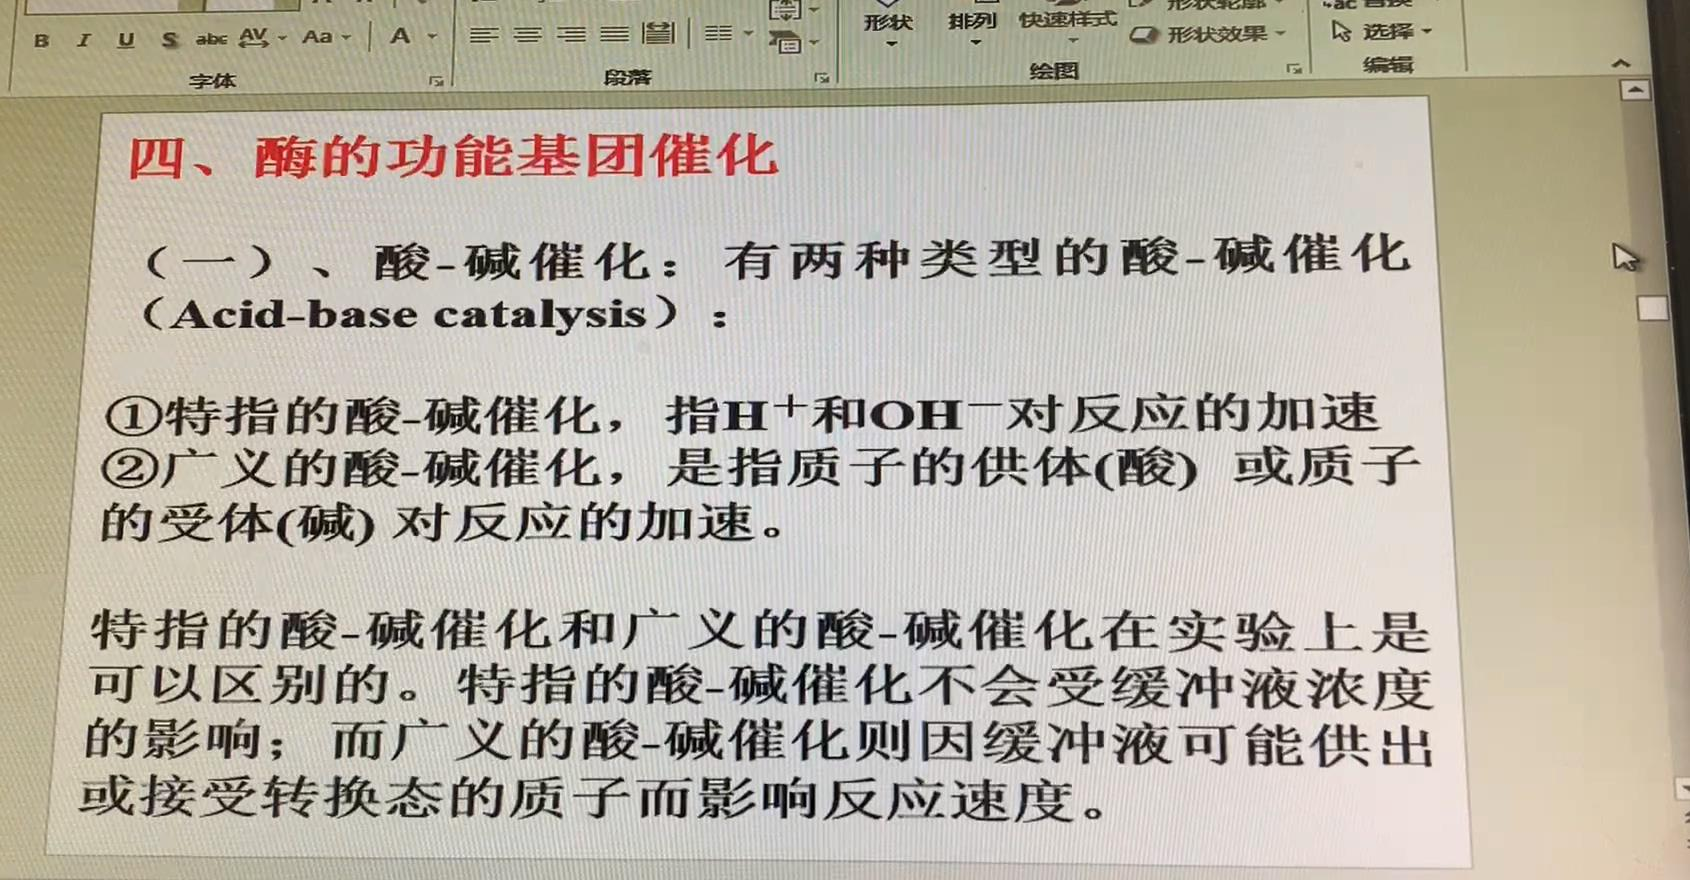 B I U S abc AV Aa A
形状 排列 快速样式 形状轮廓
形状效果 选择
字体 段落 绘图 编辑
四、酶的功能基团催化
（一）、酸-碱催化：有两种类型的酸-碱催化
（Acid-base catalysis）：
①特指的酸-碱催化，指H⁺和OH⁻对反应的加速
②广义的酸-碱催化，是指质子的供体(酸) 或质子
的受体(碱) 对反应的加速。
特指的酸-碱催化和广义的酸-碱催化在实验上是
可以区别的。特指的酸-碱催化不会受缓冲液浓度
的影响；而广义的酸-碱催化则因缓冲液可能供出
或接受转换态的质子而影响反应速度。